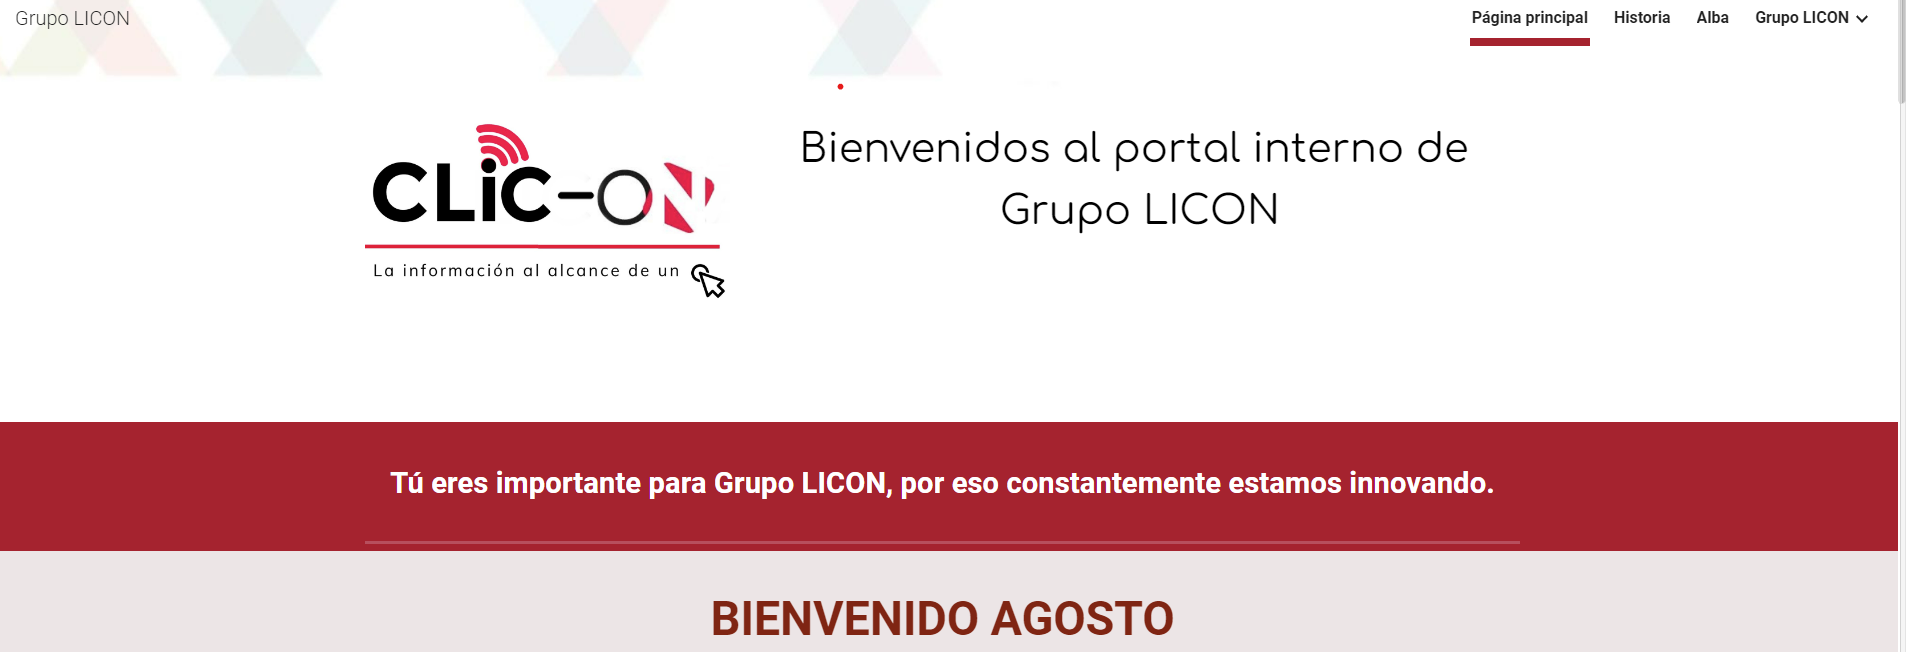 Grupo LICON
Página principal
Historia
Alba
Grupo LICON
CLiC-ON
La información al alcance de un
Bienvenidos al portal interno de
Grupo LICON
Tú eres importante para Grupo LICON, por eso constantemente estamos innovando.
BIENVENIDO AGOSTO